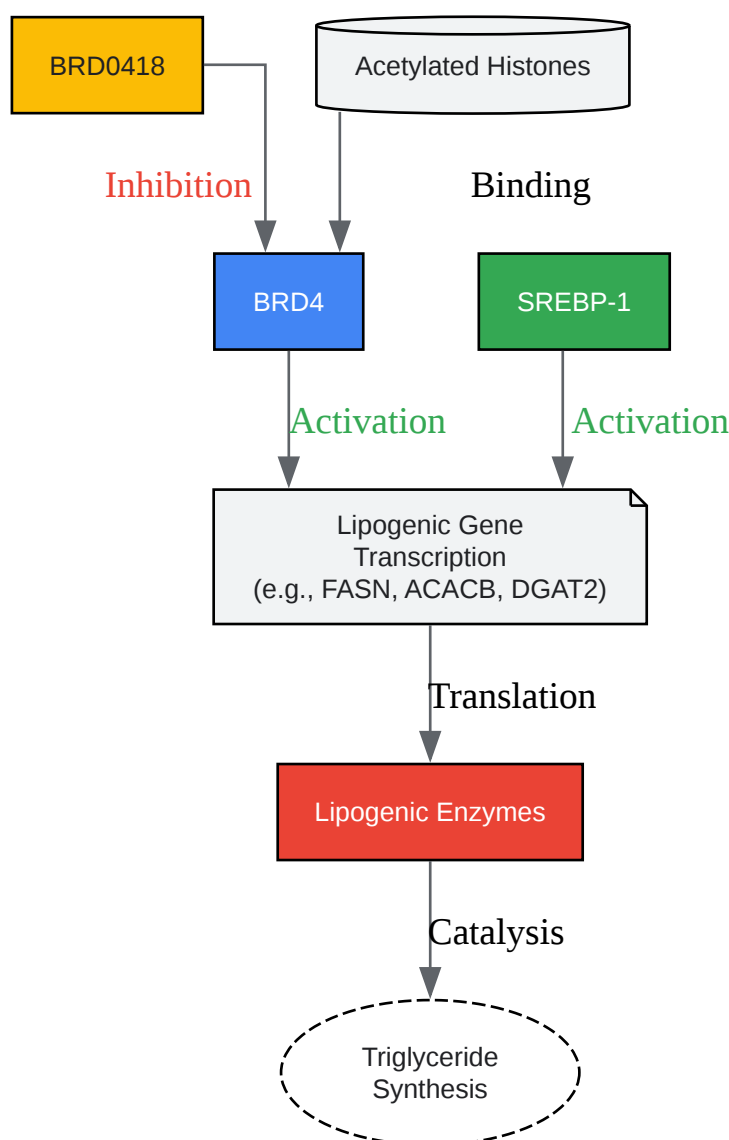 BRD0418
Acetylated Histones
Inhibition
Binding
BRD4
SREBP-1
Activation
Activation
Lipogenic Gene
Transcription
(e.g., FASN, ACACB, DGAT2)
Translation
Lipogenic Enzymes
Catalysis
Triglyceride
Synthesis